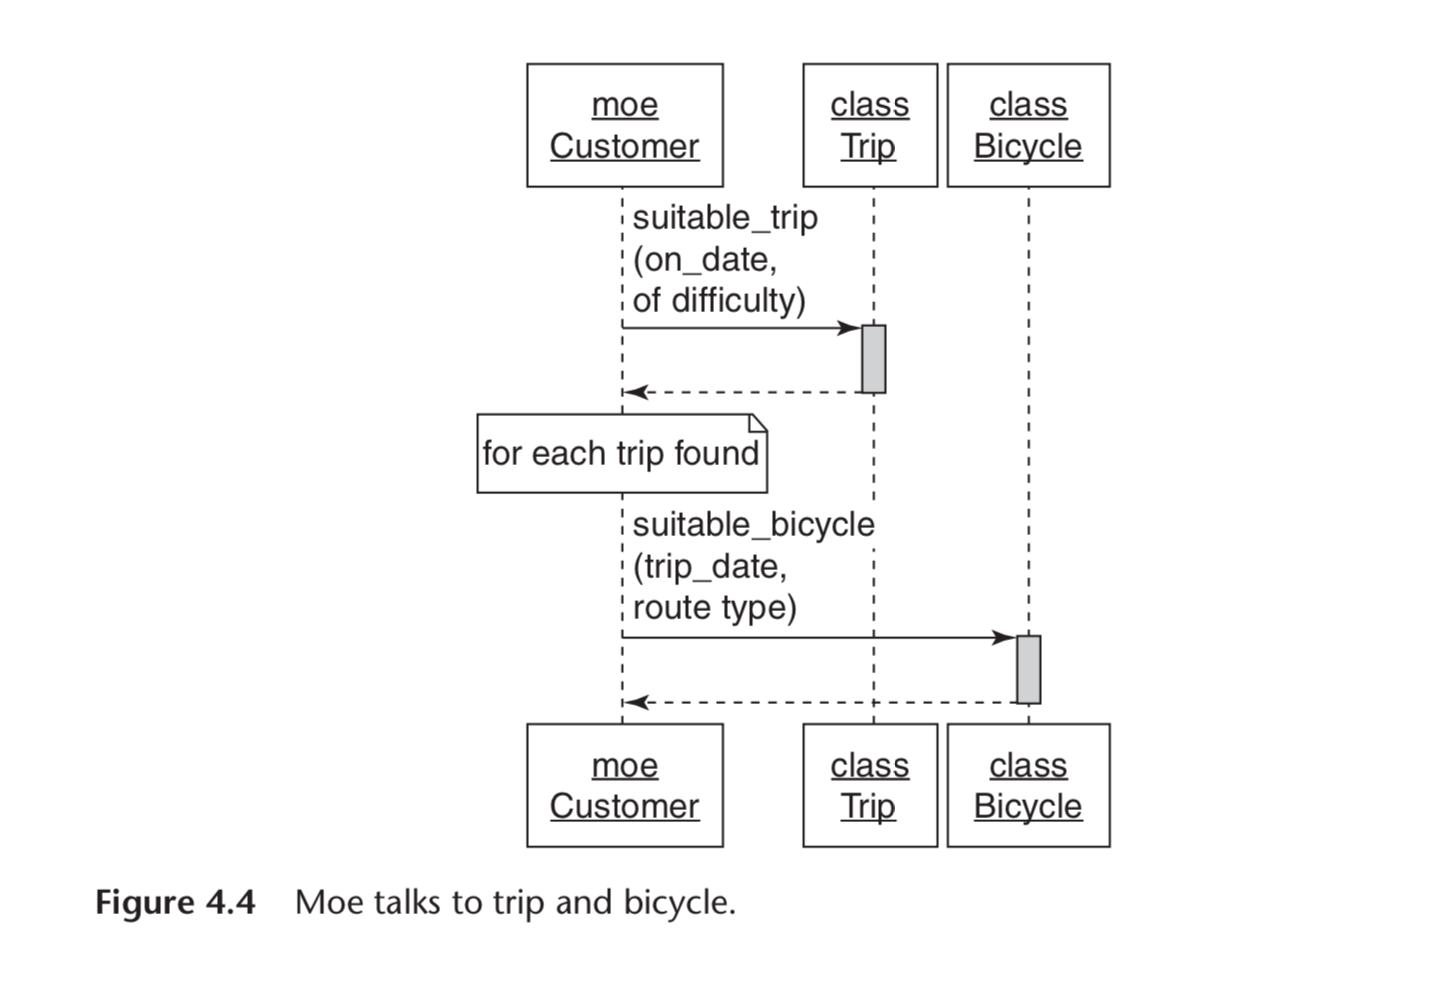 moe
Customer
class
Trip
class
Bicycle
suitable_trip
(on_date,
of difficulty)
for each trip found
suitable_bicycle
(trip_date,
route type)
moe
Customer
class
Trip
class
Bicycle
Figure 4.4 Moe talks to trip and bicycle.